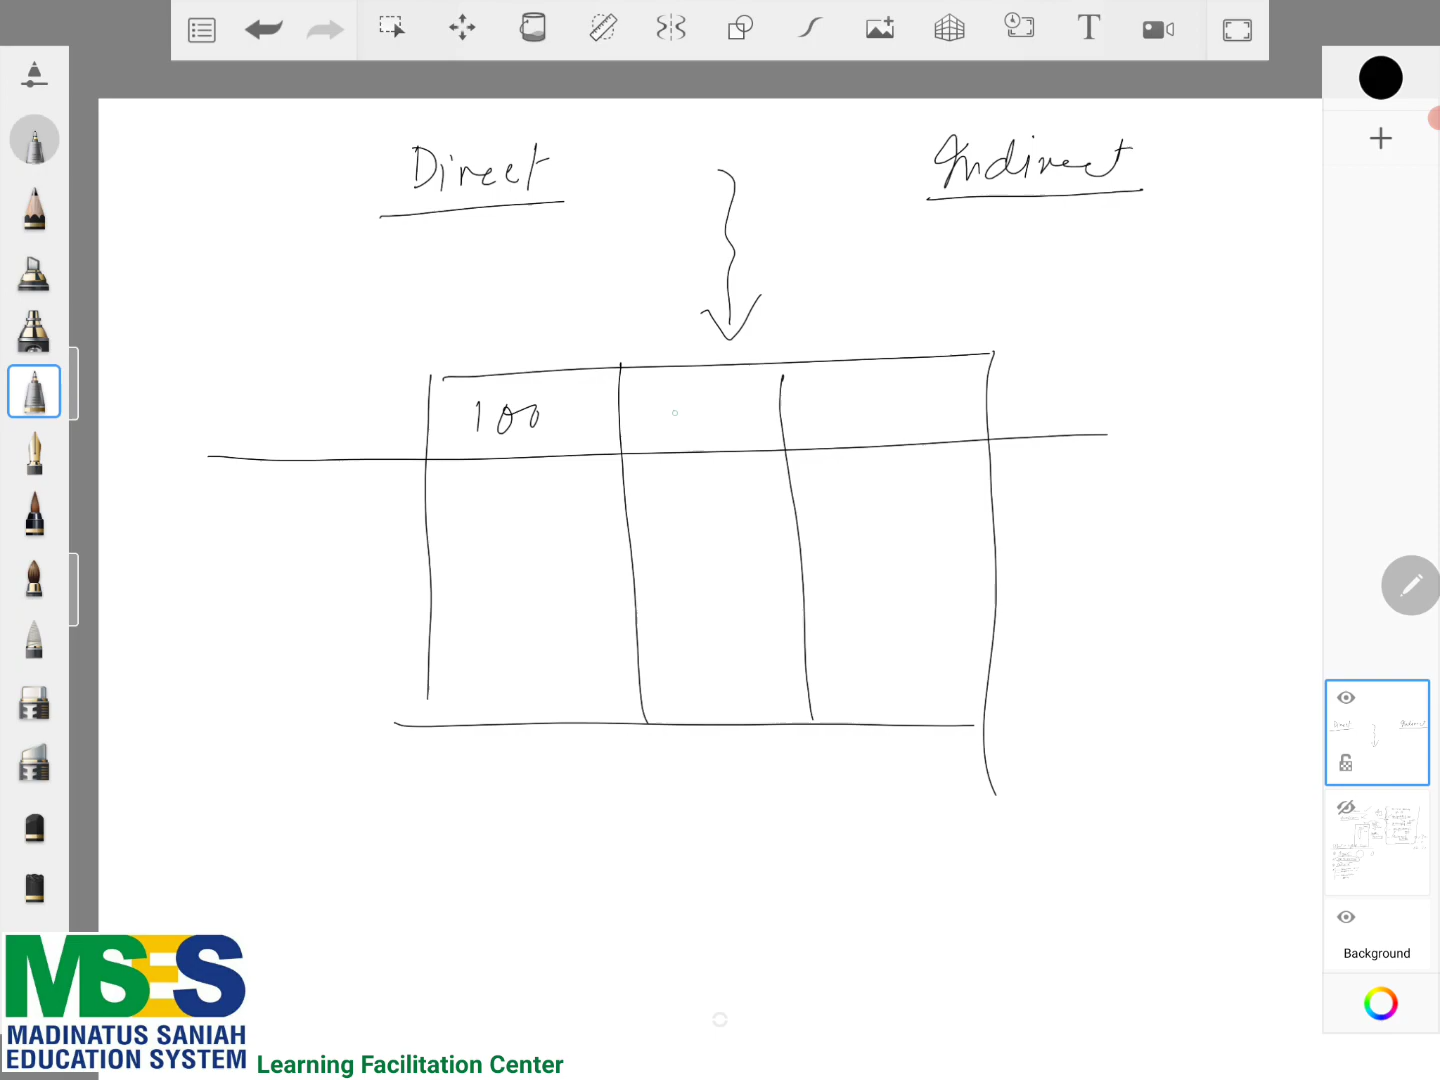 T
Direct
Indirect
100
Background
MSES
MADINATUS SANIAH
EDUCATION SYSTEM
Learning Facilitation Center